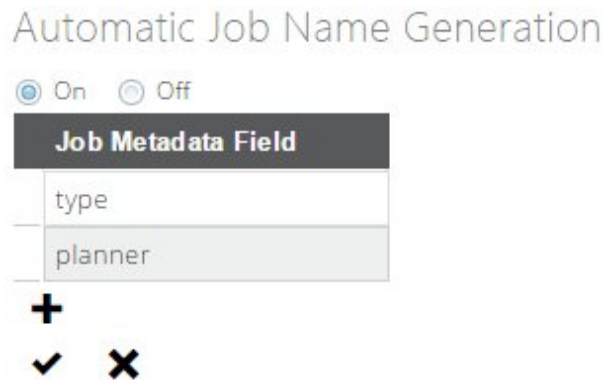 Automatic Job Name Generation
On Off
Job Metadata Field
type
planner